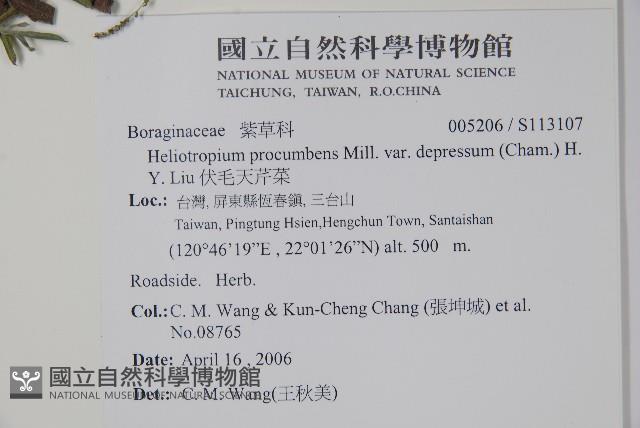 國立自然科學博物館
NATIONAL MUSEUM OF NATURAL SCIENCE
TAICHUNG, TAIWAN, R.O.CHINA
Boraginaceae 紫草科 005206 / S113107
Heliotropium procumbens Mill. var. depressum (Cham.) H.
Y. Liu 伏毛天芹菜
Loc.: 台灣, 屏東縣恆春鎮, 三台山
Taiwan, Pingtung Hsien,Hengchun Town, Santaishan
(120°46'19”E , 22°01'26”N) alt. 500 m.
Roadside. Herb.
Col.: C. M. Wang & Kun-Cheng Chang (張坤城) et al.
No.08765
Date: April 16 , 2006
國立自然科學博物館
NATIONAL MUSEUM OF NATURAL SCIENCE
Det.: C. M. Wang(王秋美)